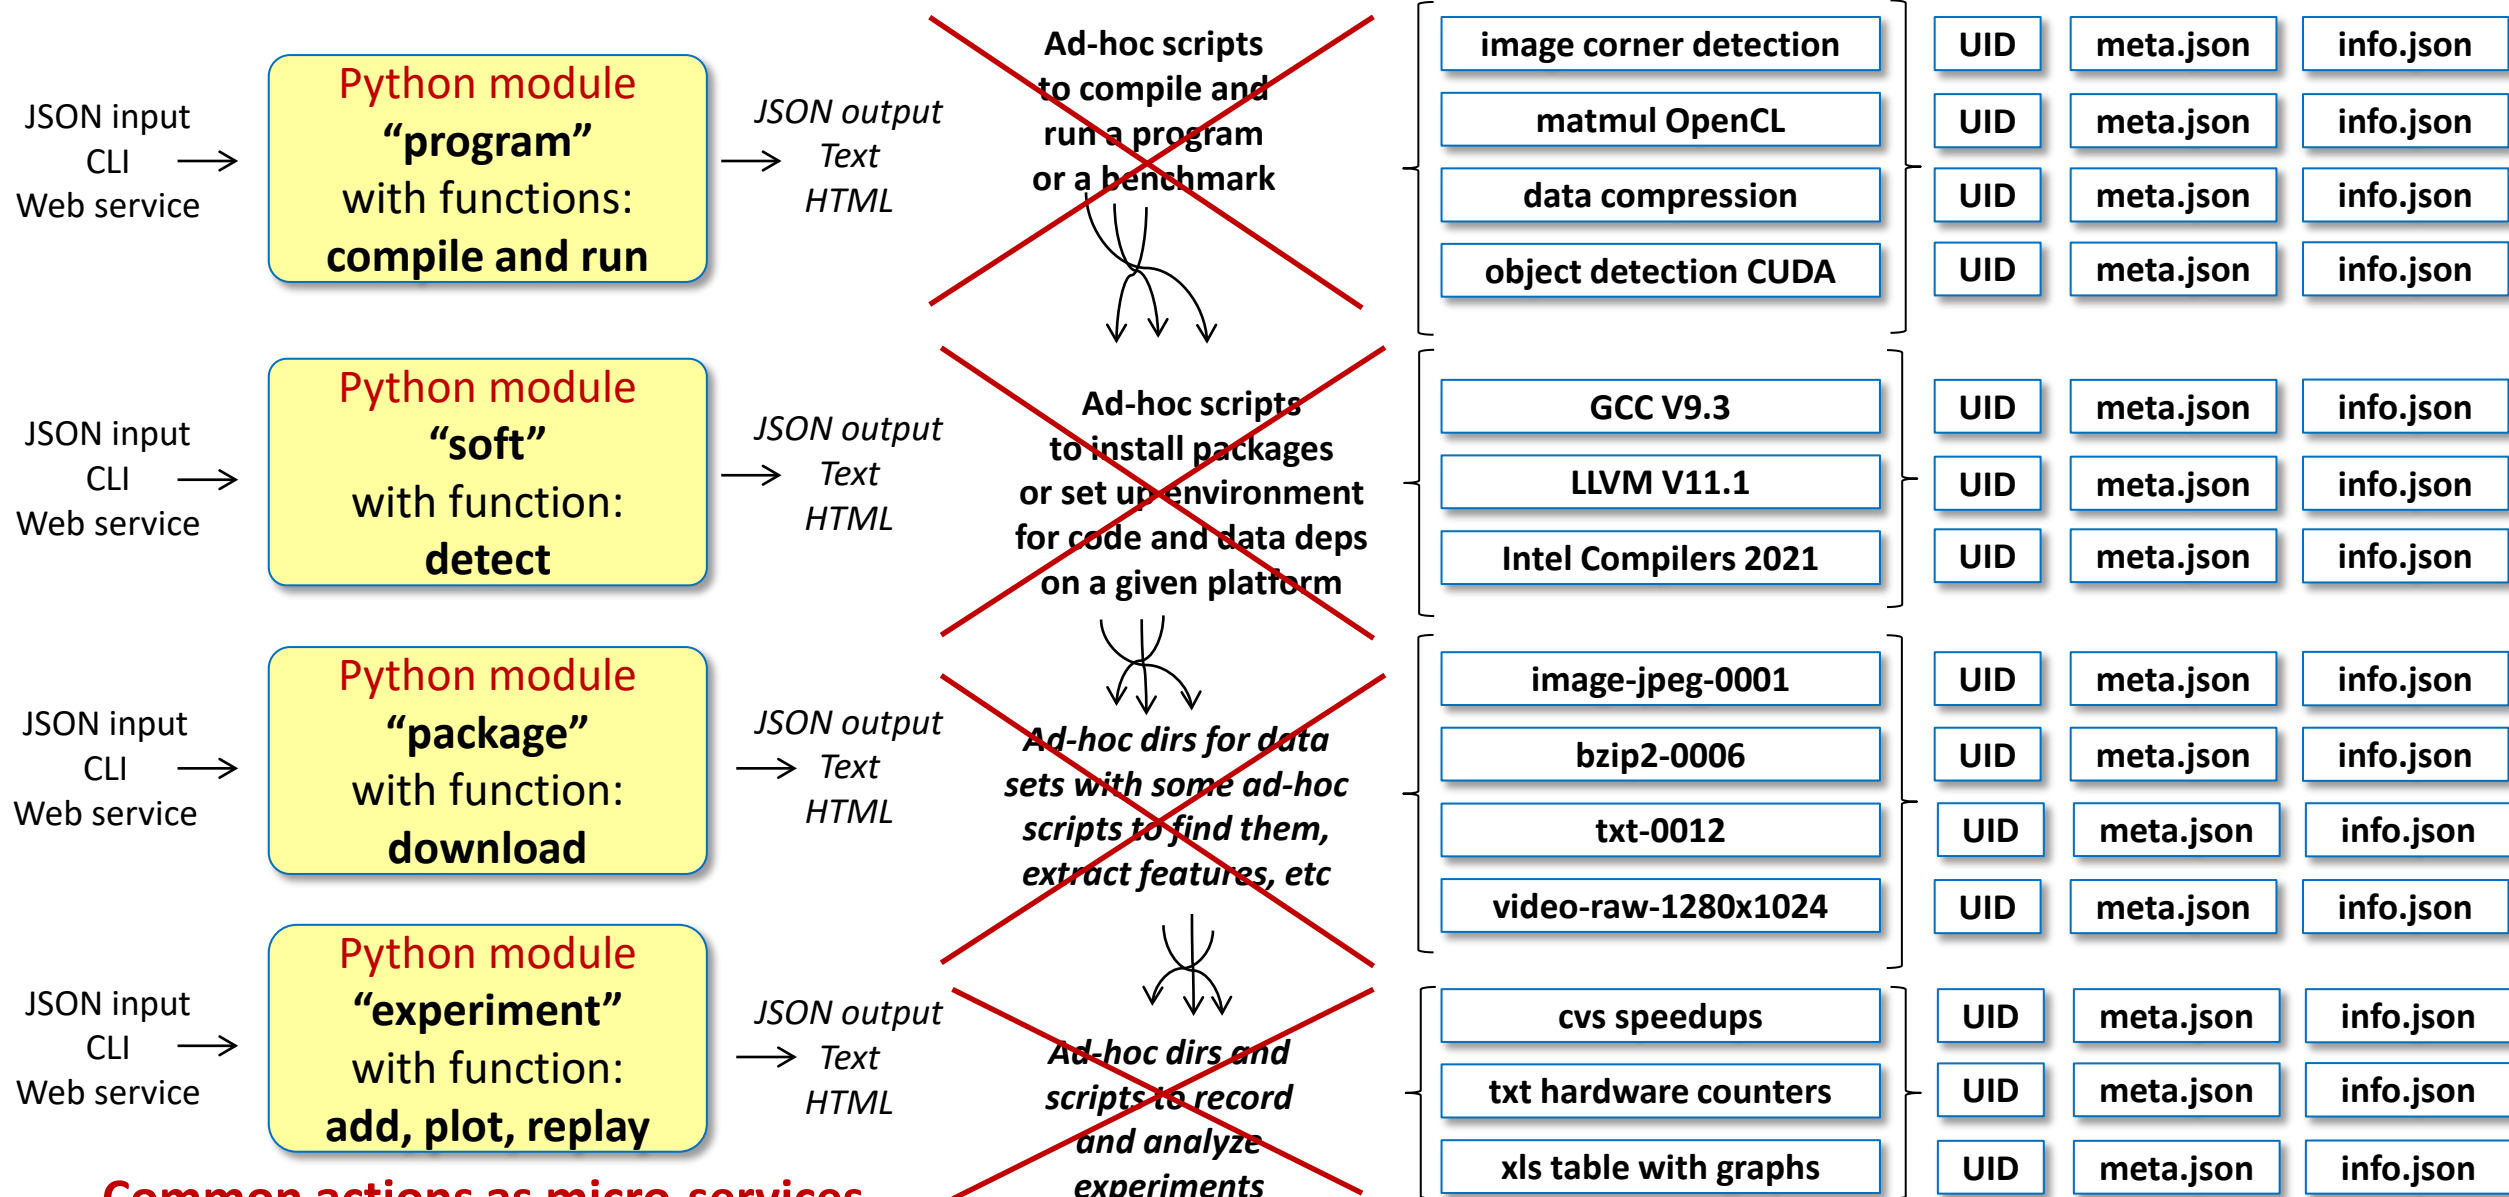 JSON input
CLI
Web service
Python module
“program”
with functions:
compile and run
JSON output
Text
HTML
Ad-hoc scripts
to compile and
run a program
or a benchmark
image corner detection
UID
meta.json
info.json
matmul OpenCL
UID
meta.json
info.json
data compression
UID
meta.json
info.json
object detection CUDA
UID
meta.json
info.json
JSON input
CLI
Web service
Python module
“soft”
with function:
detect
JSON output
Text
HTML
Ad-hoc scripts
to install packages
or set up environment
for code and data deps
on a given platform
GCC V9.3
UID
meta.json
info.json
LLVM V11.1
UID
meta.json
info.json
Intel Compilers 2021
UID
meta.json
info.json
JSON input
CLI
Web service
Python module
“package”
with function:
download
JSON output
Text
HTML
Ad-hoc dirs for data
sets with some ad-hoc
scripts to find them,
extract features, etc
image-jpeg-0001
UID
meta.json
info.json
bzip2-0006
UID
meta.json
info.json
txt-0012
UID
meta.json
info.json
video-raw-1280x1024
UID
meta.json
info.json
JSON input
CLI
Web service
Python module
“experiment”
with function:
add, plot, replay
JSON output
Text
HTML
Ad-hoc dirs and
scripts to record
and analyze
experiments
cvs speedups
UID
meta.json
info.json
txt hardware counters
UID
meta.json
info.json
xls table with graphs
UID
meta.json
info.json
Common actions as micro-services